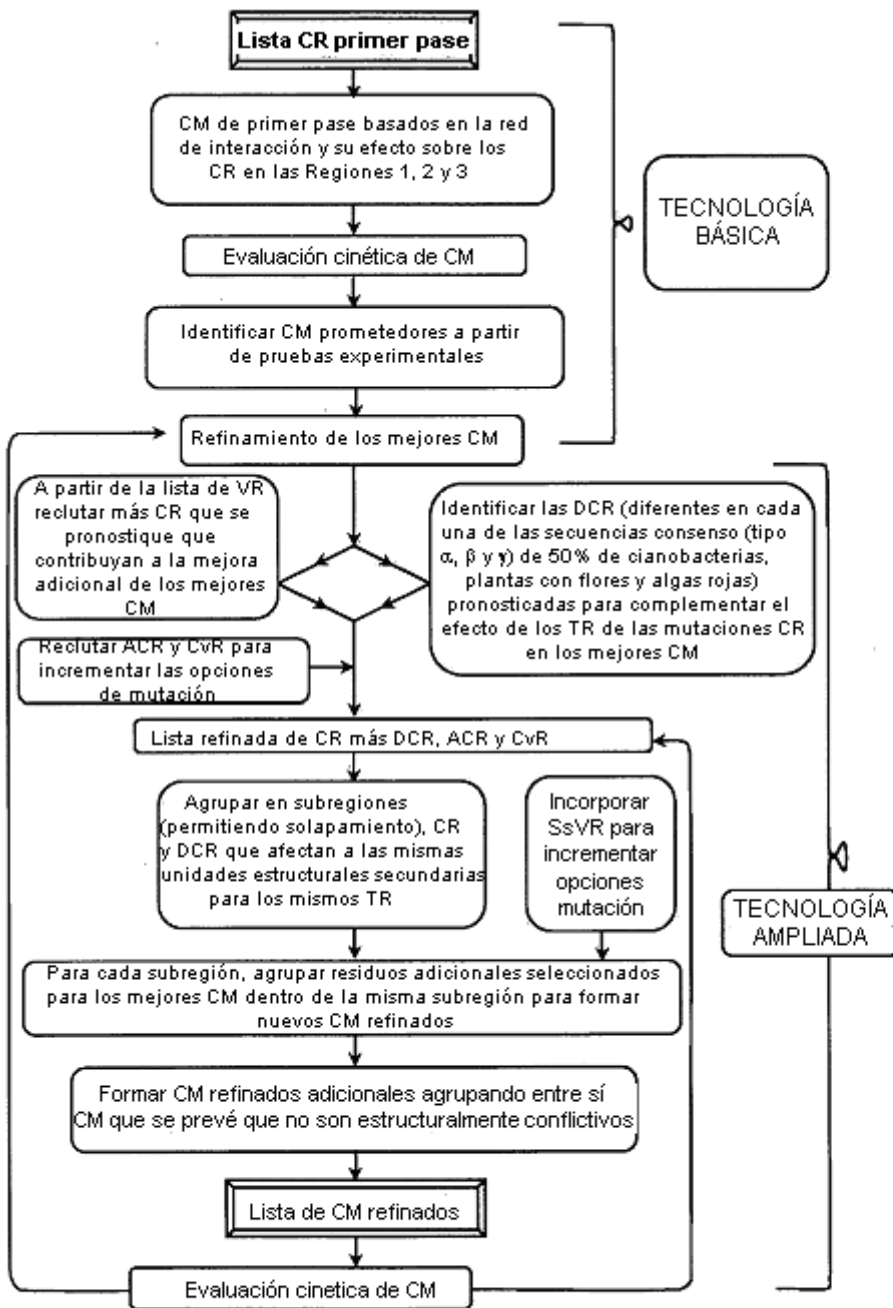 Lista CR primer pase
CM de primer pase basados en la red
de interacción y su efecto sobre los
CR en las Regiones 1, 2 y 3
TECNOLOGÍA
BÁSICA
Evaluación cinética de CM
Identificar CM prometedores a partir
de pruebas experimentales
Refinamiento de los mejores CM
A partir de la lista de VR
reclutar más CR que se
pronostique que
contribuyan a la mejora
adicional de los mejores
CM
Identificar las DCR (diferentes en cada
una de las secuencias consenso (tipo
α, β y γ) de 50% de cianobacterias,
plantas con flores y algas rojas)
pronosticadas para complementar el
efecto de los TR de las mutaciones CR
en los mejores CM
Reclutar ACR y CvR para
incrementar las opciones
de mutación
Lista refinada de CR más DCR, ACR y CvR
Agrupar en subregiones
(permitiendo solapamiento), CR
y DCR que afectan a las mismas
unidades estructurales secundarias
para los mismos TR
Incorporar
SsVR para
incrementar
opciones
mutación
TECNOLOGÍA
AMPLIADA
Para cada subregión, agrupar residuos adicionales seleccionados
para los mejores CM dentro de la misma subregión para formar
nuevos CM refinados
Formar CM refinados adicionales agrupando entre sí
CM que se prevé que no son estructuralmente conflictivos
Lista de CM refinados
Evaluación cinetica de CM